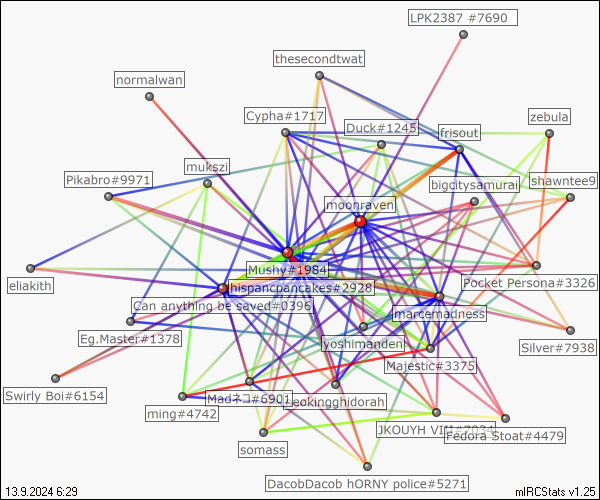 LPK2387 #7690
thesecondtwat
normalwan
Cypha#1717
zebula
Duck#1245
frisout
mukszi
Pikabro#9971
bigcitysamurai
shawntee9
moonraven
Mushy#1984
Pocket Persona#3326
eliakith
hispancpancakes#2928
Can anything be saved#0396
marcemadness
Eg.Master#1378
yoshimanden
Silver#7938
Majestic#3375
Swirly Boi#6154
Madネコ#6901
leokingghidorah
ming#4742
JKOUYH VIII#7034
Fedora Stoat#4479
somass
DacobDacob hORNY police#5271
13.9.2024 6:29
mIRCStats v1.25